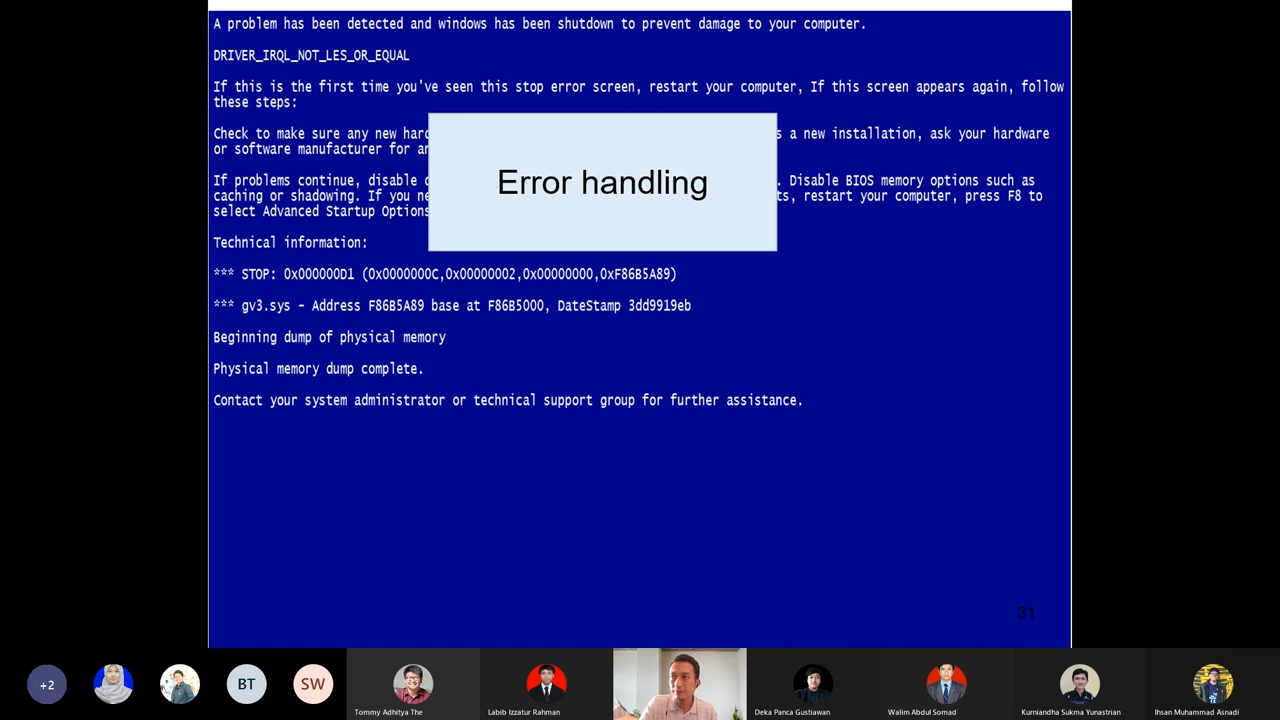 A problem has been detected and windows has been shutdown to prevent damage to your computer.
DRIVER_IRQL_NOT_LES_OR_EQUAL
If this is the first time you've seen this stop error screen, restart your computer, If this screen appears again, follow
these steps:
Check to make sure any new hard s a new installation, ask your hardware
or software manufacturer for an
Error handling
If problems continue, disable . Disable BIOS memory options such as
caching or shadowing. If you ne ts, restart your computer, press F8 to
select Advanced Startup Options
Technical information:
*** STOP: 0x000000D1 (0x0000000C,0x00000002,0x00000000,0xF86B5A89)
*** gv3.sys - Address F86B5A89 base at F86B5000, DateStamp 3dd9919eb
Beginning dump of physical memory
Physical memory dump complete.
Contact your system administrator or technical support group for further assistance.
31
+2 BT SW
Tommy Adhitya The Labib Izzatur Rahman Deka Panca Gustiawan Walim Abdul Somad Kurniandha Sukma Yunastrian Ihsan Muhammad Asnadi